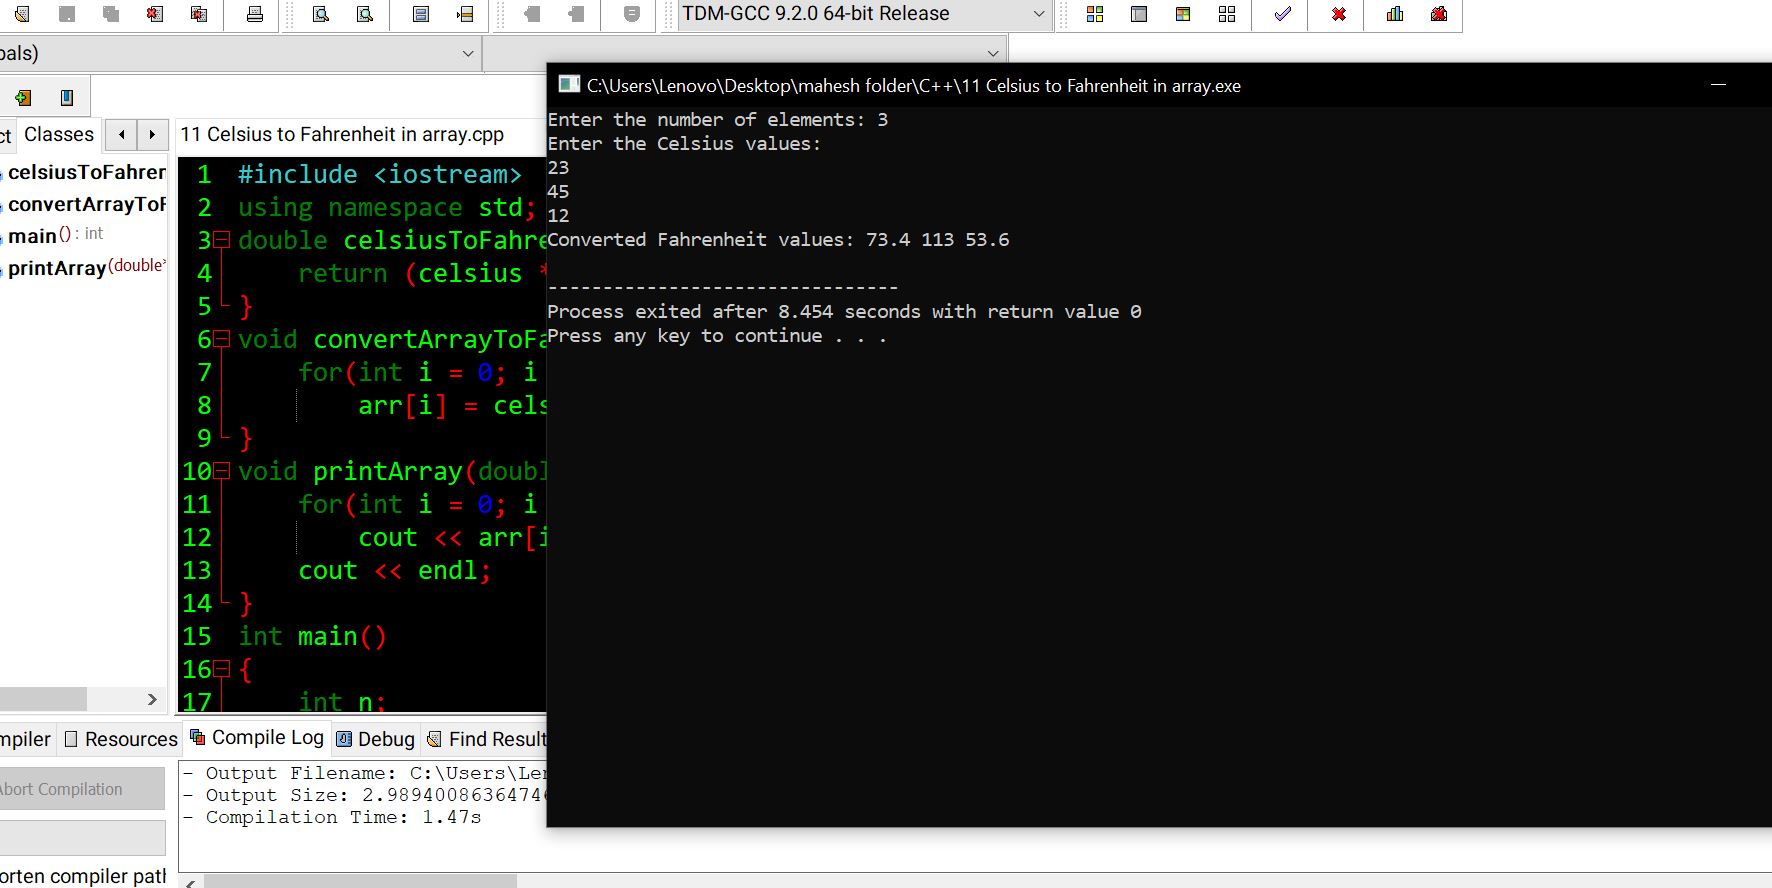 TDM-GCC 9.2.0 64-bit Release
C:\Users\Lenovo\Desktop\mahesh folder\C++\11 Celsius to Fahrenheit in array.exe
Enter the number of elements: 3
Enter the Celsius values:
23
45
12
Converted Fahrenheit values: 73.4 113 53.6
--------------------------------
Process exited after 8.454 seconds with return value 0
Press any key to continue . . .
Classes
celsiusToFahren
convertArrayToF
main() : int
printArray(double*
11 Celsius to Fahrenheit in array.cpp
1 #include <iostream>
2 using namespace std;
3 double celsiusToFahre
4 return (celsius *
5 }
6 void convertArrayToFa
7 for(int i = 0; i
8 arr[i] = cels
9 }
10 void printArray(doubl
11 for(int i = 0; i
12 cout << arr[i
13 cout << endl;
14 }
15 int main()
16 {
17 int n;
mpiler Resources Compile Log Debug Find Result
Abort Compilation
orten compiler path
- Output Filename: C:\Users\Len
- Output Size: 2.9894008636474
- Compilation Time: 1.47s